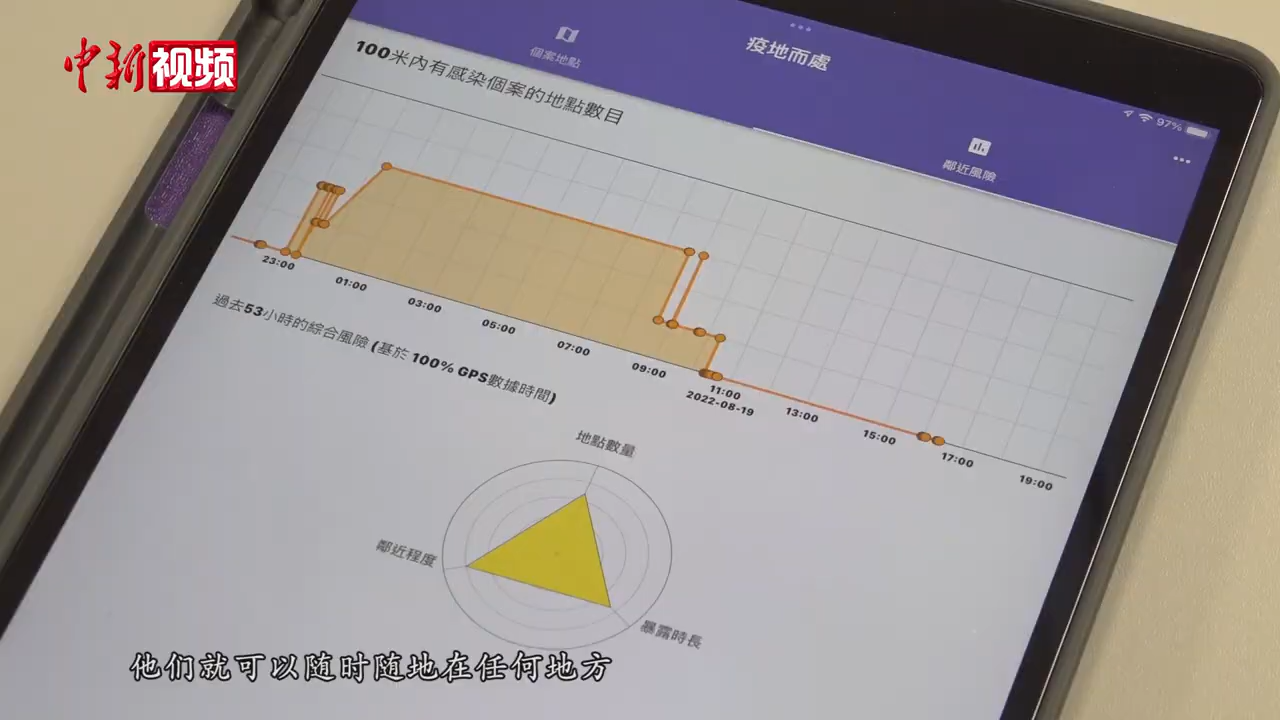 中新视频
疫地而處
個案地點
97%
鄰近風險
100米內有感染個案的地點數目
23:00
01:00
03:00
05:00
07:00
09:00
11:00
2022-08-19
13:00
15:00
17:00
19:00
過去53小時的綜合風險 (基於 100% GPS數據時間)
地點數量
鄰近程度
暴露時長
他们就可以随时随地在任何地方